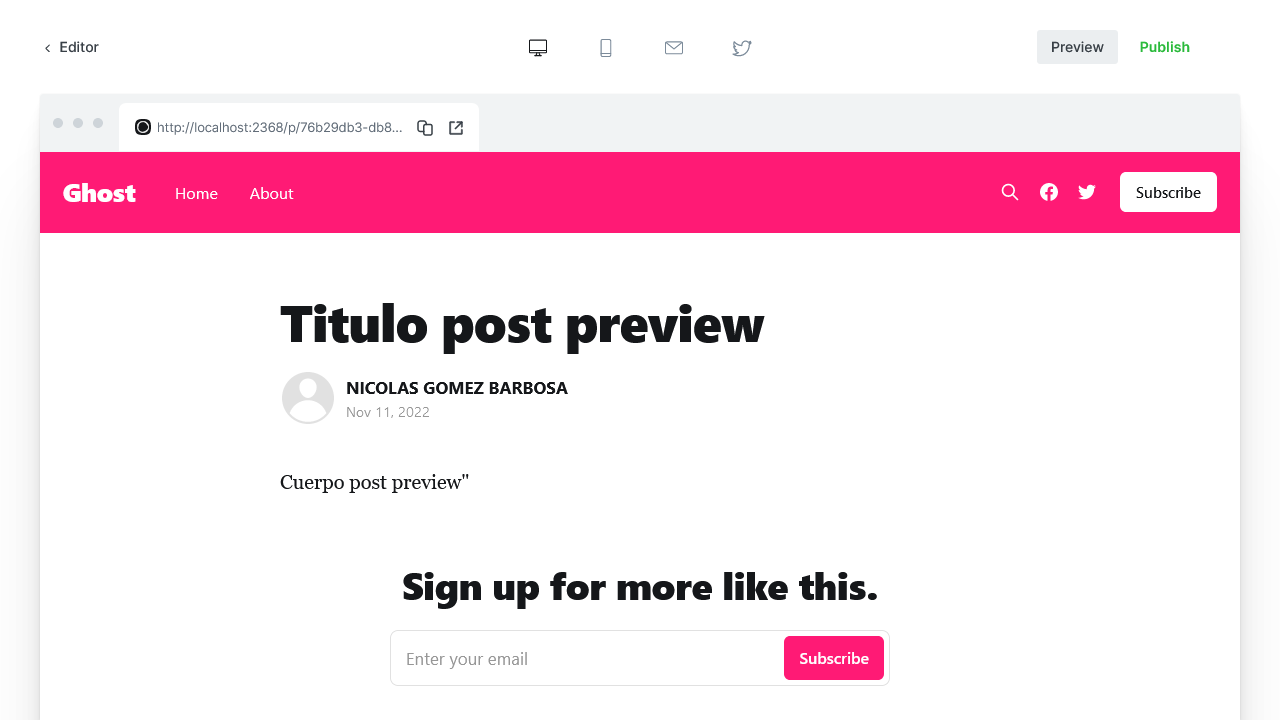 Editor
Preview
Publish
http://localhost:2368/p/76b29db3-db8...
Ghost
Home
About
Subscribe
Titulo post preview
NICOLAS GOMEZ BARBOSA
Nov 11, 2022
Cuerpo post preview"
Sign up for more like this.
Enter your email
Subscribe